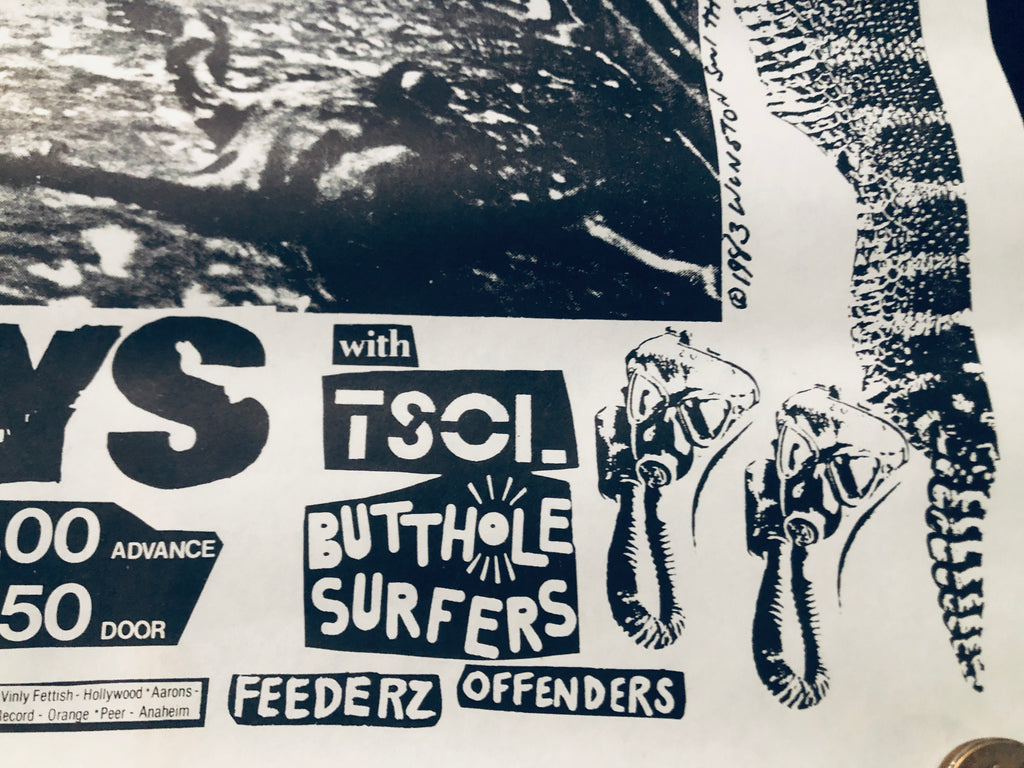 ©1983 WINSTON Smith
YS
with
TSOL
BUTTHOLE
SURFERS
.00 ADVANCE
50 DOOR
Vinly Fettish - Hollywood *Aarons -
Record - Orange *Peer - Anaheim
FEEDERZ
OFFENDERS